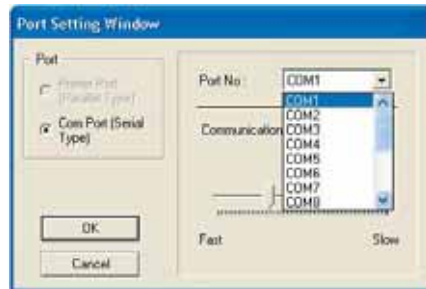 Port Setting Window
Port
Printer Port
(Parallel Type)
Com Port (Serial
Type)
Port No :
COM1
COM1
COM2
Communication
COM3
COM4
COM5
COM6
COM7
COM8
Fast
Slow
OK
Cancel